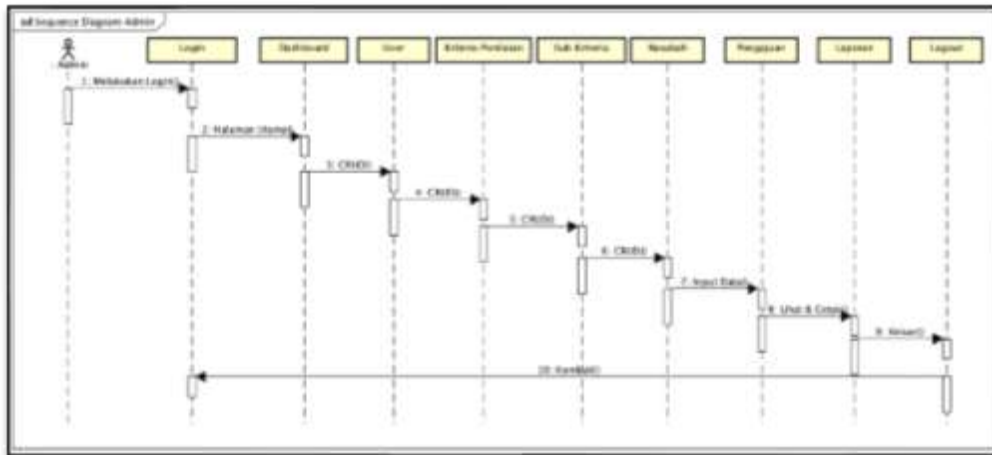 sd Sequence Diagram Admin
Login
Dashboard
User
Kriteria Penilaian
Sub Kriteria
Nasabah
Pengajuan
Laporan
Logout
: Admin
1: Melakukan Login()
2: Halaman Utama()
3: CRUD()
4: CRUD()
5: CRUD()
6: CRUD()
7: Input Data()
8: Lihat & Cetak()
9: Keluar()
10: Kembali()